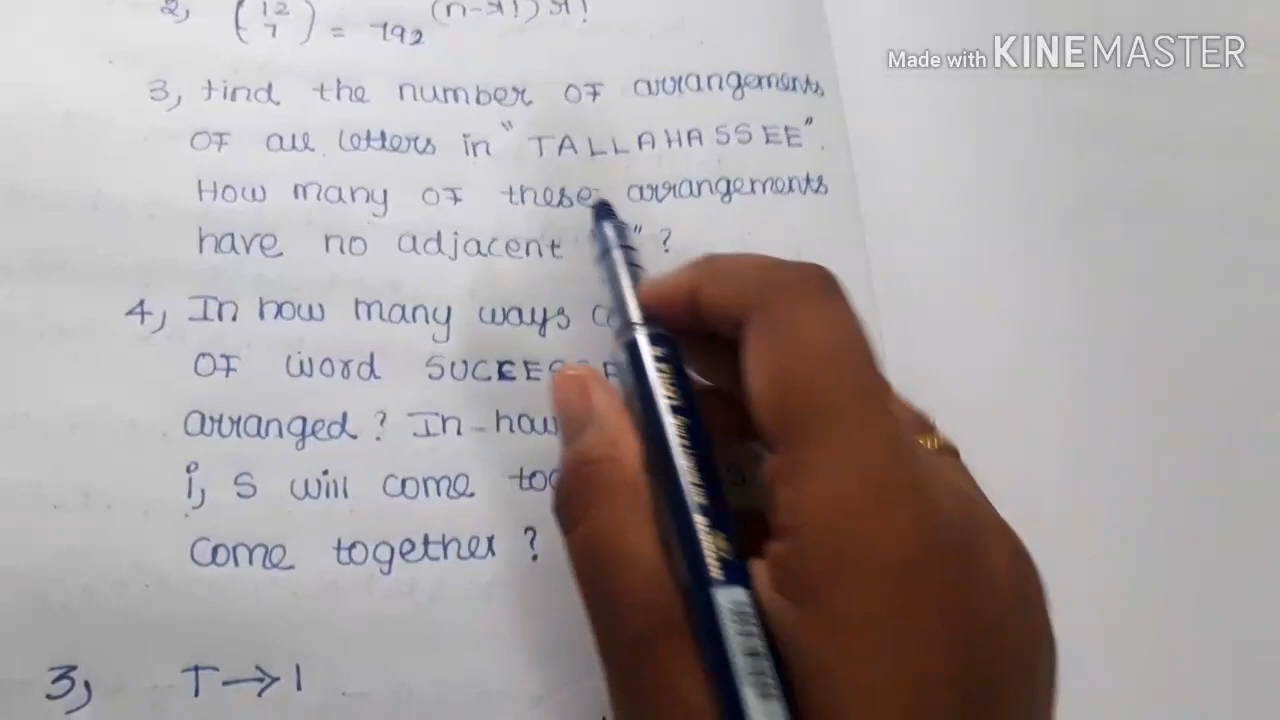 2, (12 7) = 792 (n-r!) r!
Made with KINEMASTER
3, find the number of arrangements
of all letters in "TALLAHASSEE".
How many of these arrangements
have no adjacent " ?
4, In how many ways
of word
arranged? In how
i, S will come
come together ?
3, T→1